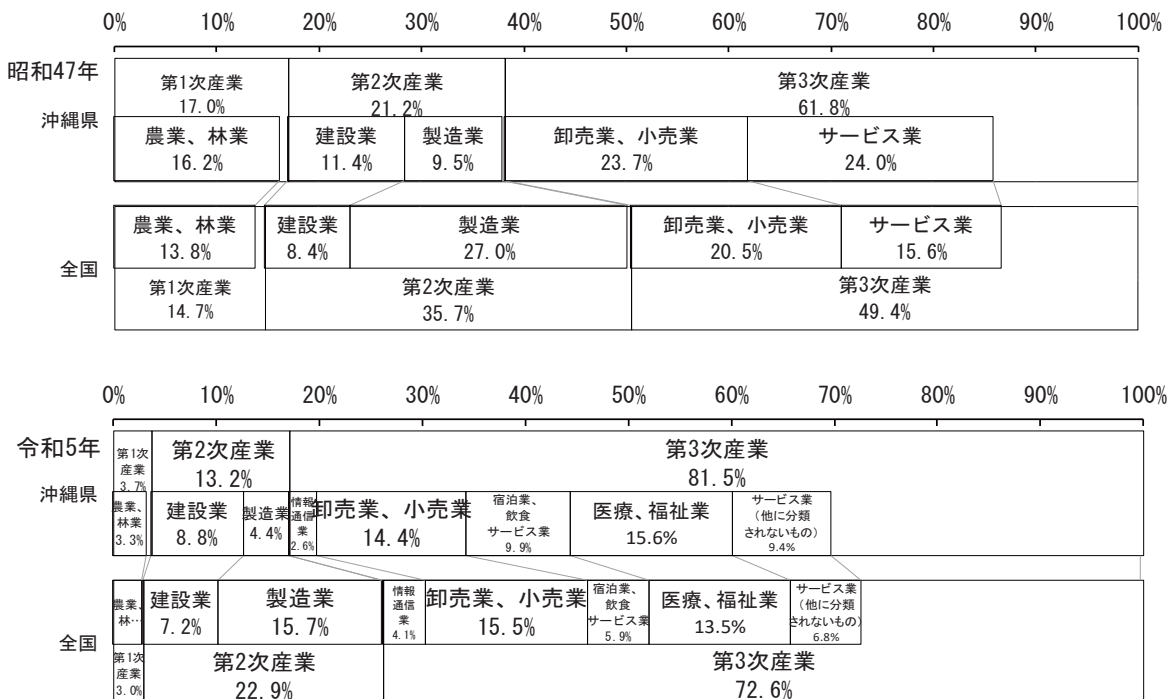 0% 10% 20% 30% 40% 50% 60% 70% 80% 90% 100%
昭和47年
沖縄県
第1次産業
17.0%
第2次産業
21.2%
第3次産業
61.8%
農業、林業
16.2%
建設業
11.4%
製造業
9.5%
卸売業、小売業
23.7%
サービス業
24.0%
全国
農業、林業
13.8%
建設業
8.4%
製造業
27.0%
卸売業、小売業
20.5%
サービス業
15.6%
第1次産業
14.7%
第2次産業
35.7%
第3次産業
49.4%
0% 10% 20% 30% 40% 50% 60% 70% 80% 90% 100%
令和5年
沖縄県
第1次
産業
3.7%
第2次産業
13.2%
第3次産業
81.5%
農業、
林業
3.3%
建設業
8.8%
製造業
4.4%
情報
通信
業
2.6%
卸売業、小売業
14.4%
宿泊業、
飲食
サービス業
9.9%
医療、福祉業
15.6%
サービス業
(他に分類
されないもの)
9.4%
全国
農業、
林…
建設業
7.2%
製造業
15.7%
情報
通信
業
4.1%
卸売業、小売業
15.5%
宿泊業、
飲食
サービス業
5.9%
医療、福祉業
13.5%
サービス業
(他に分類
されないもの)
6.8%
第1次
産業
3.0%
第2次産業
22.9%
第3次産業
72.6%